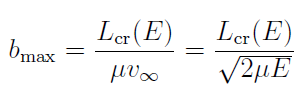 b_max = L_cr(E) / μv_∞ = L_cr(E) / √(2μE)